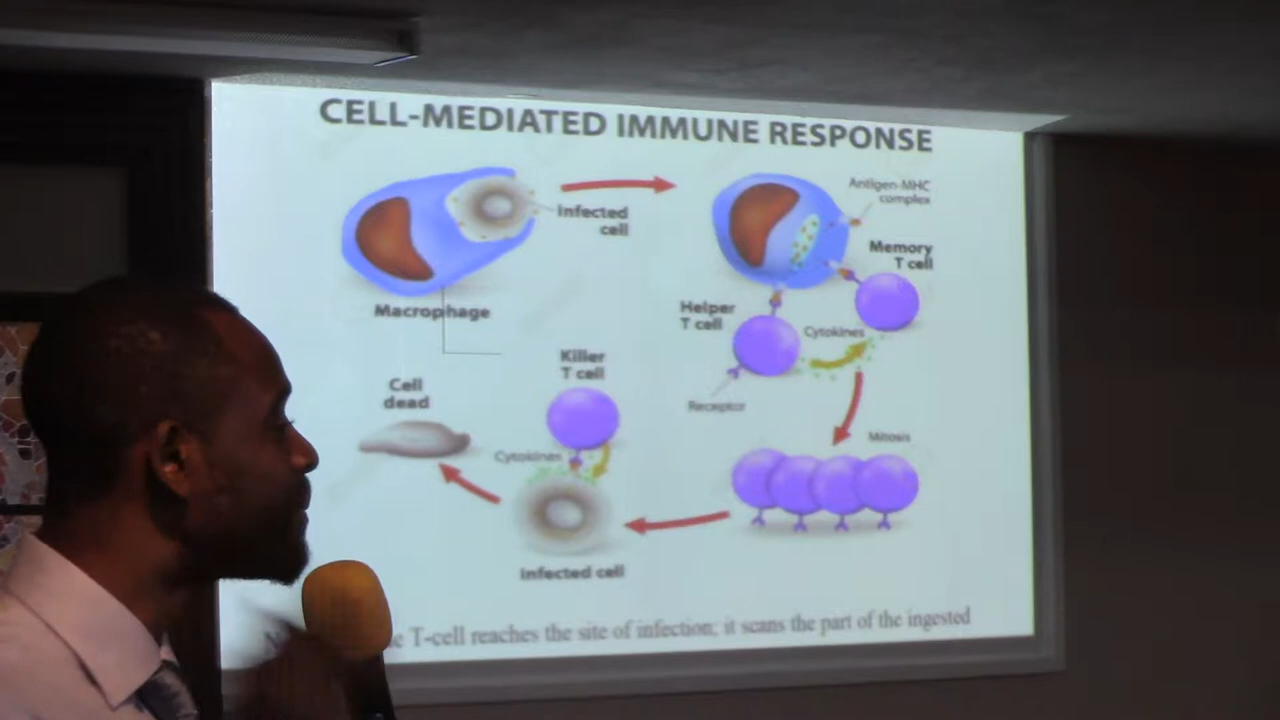 CELL-MEDIATED IMMUNE RESPONSE
Infected
cell
Macrophage
Antigen-MHC
complex
Memory
T cell
Helper
T cell
Cytokines
Receptor
Mitosis
Killer
T cell
Cytokines
Infected cell
Cell
dead
T-cell reaches the site of infection; it scans the part of the ingested